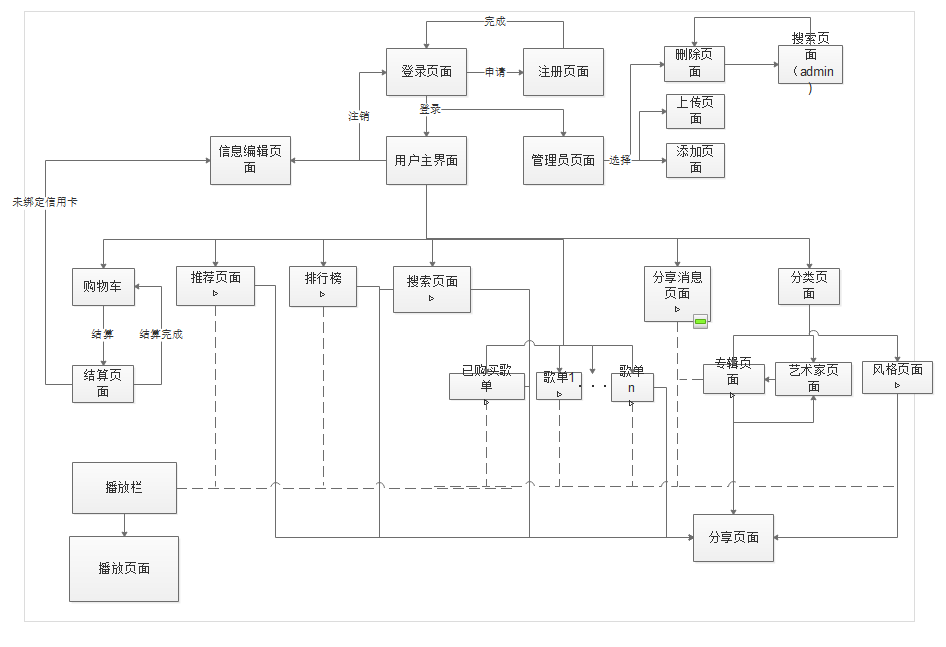 完成
登录页面
申请
注册页面
删除页
面
搜索页
面
（admin
)
上传页
面
注销
登录
信息编辑页
面
用户主界面
管理员页面
选择
添加页
面
未绑定信用卡
购物车
推荐页面
排行榜
搜索页面
分享消息
页面
分类页
面
结算
结算完成
结算页
面
已购买歌
单
歌单1
. . .
歌单
n
专辑页
面
艺术家页
面
风格页面
播放栏
分享页面
播放页面